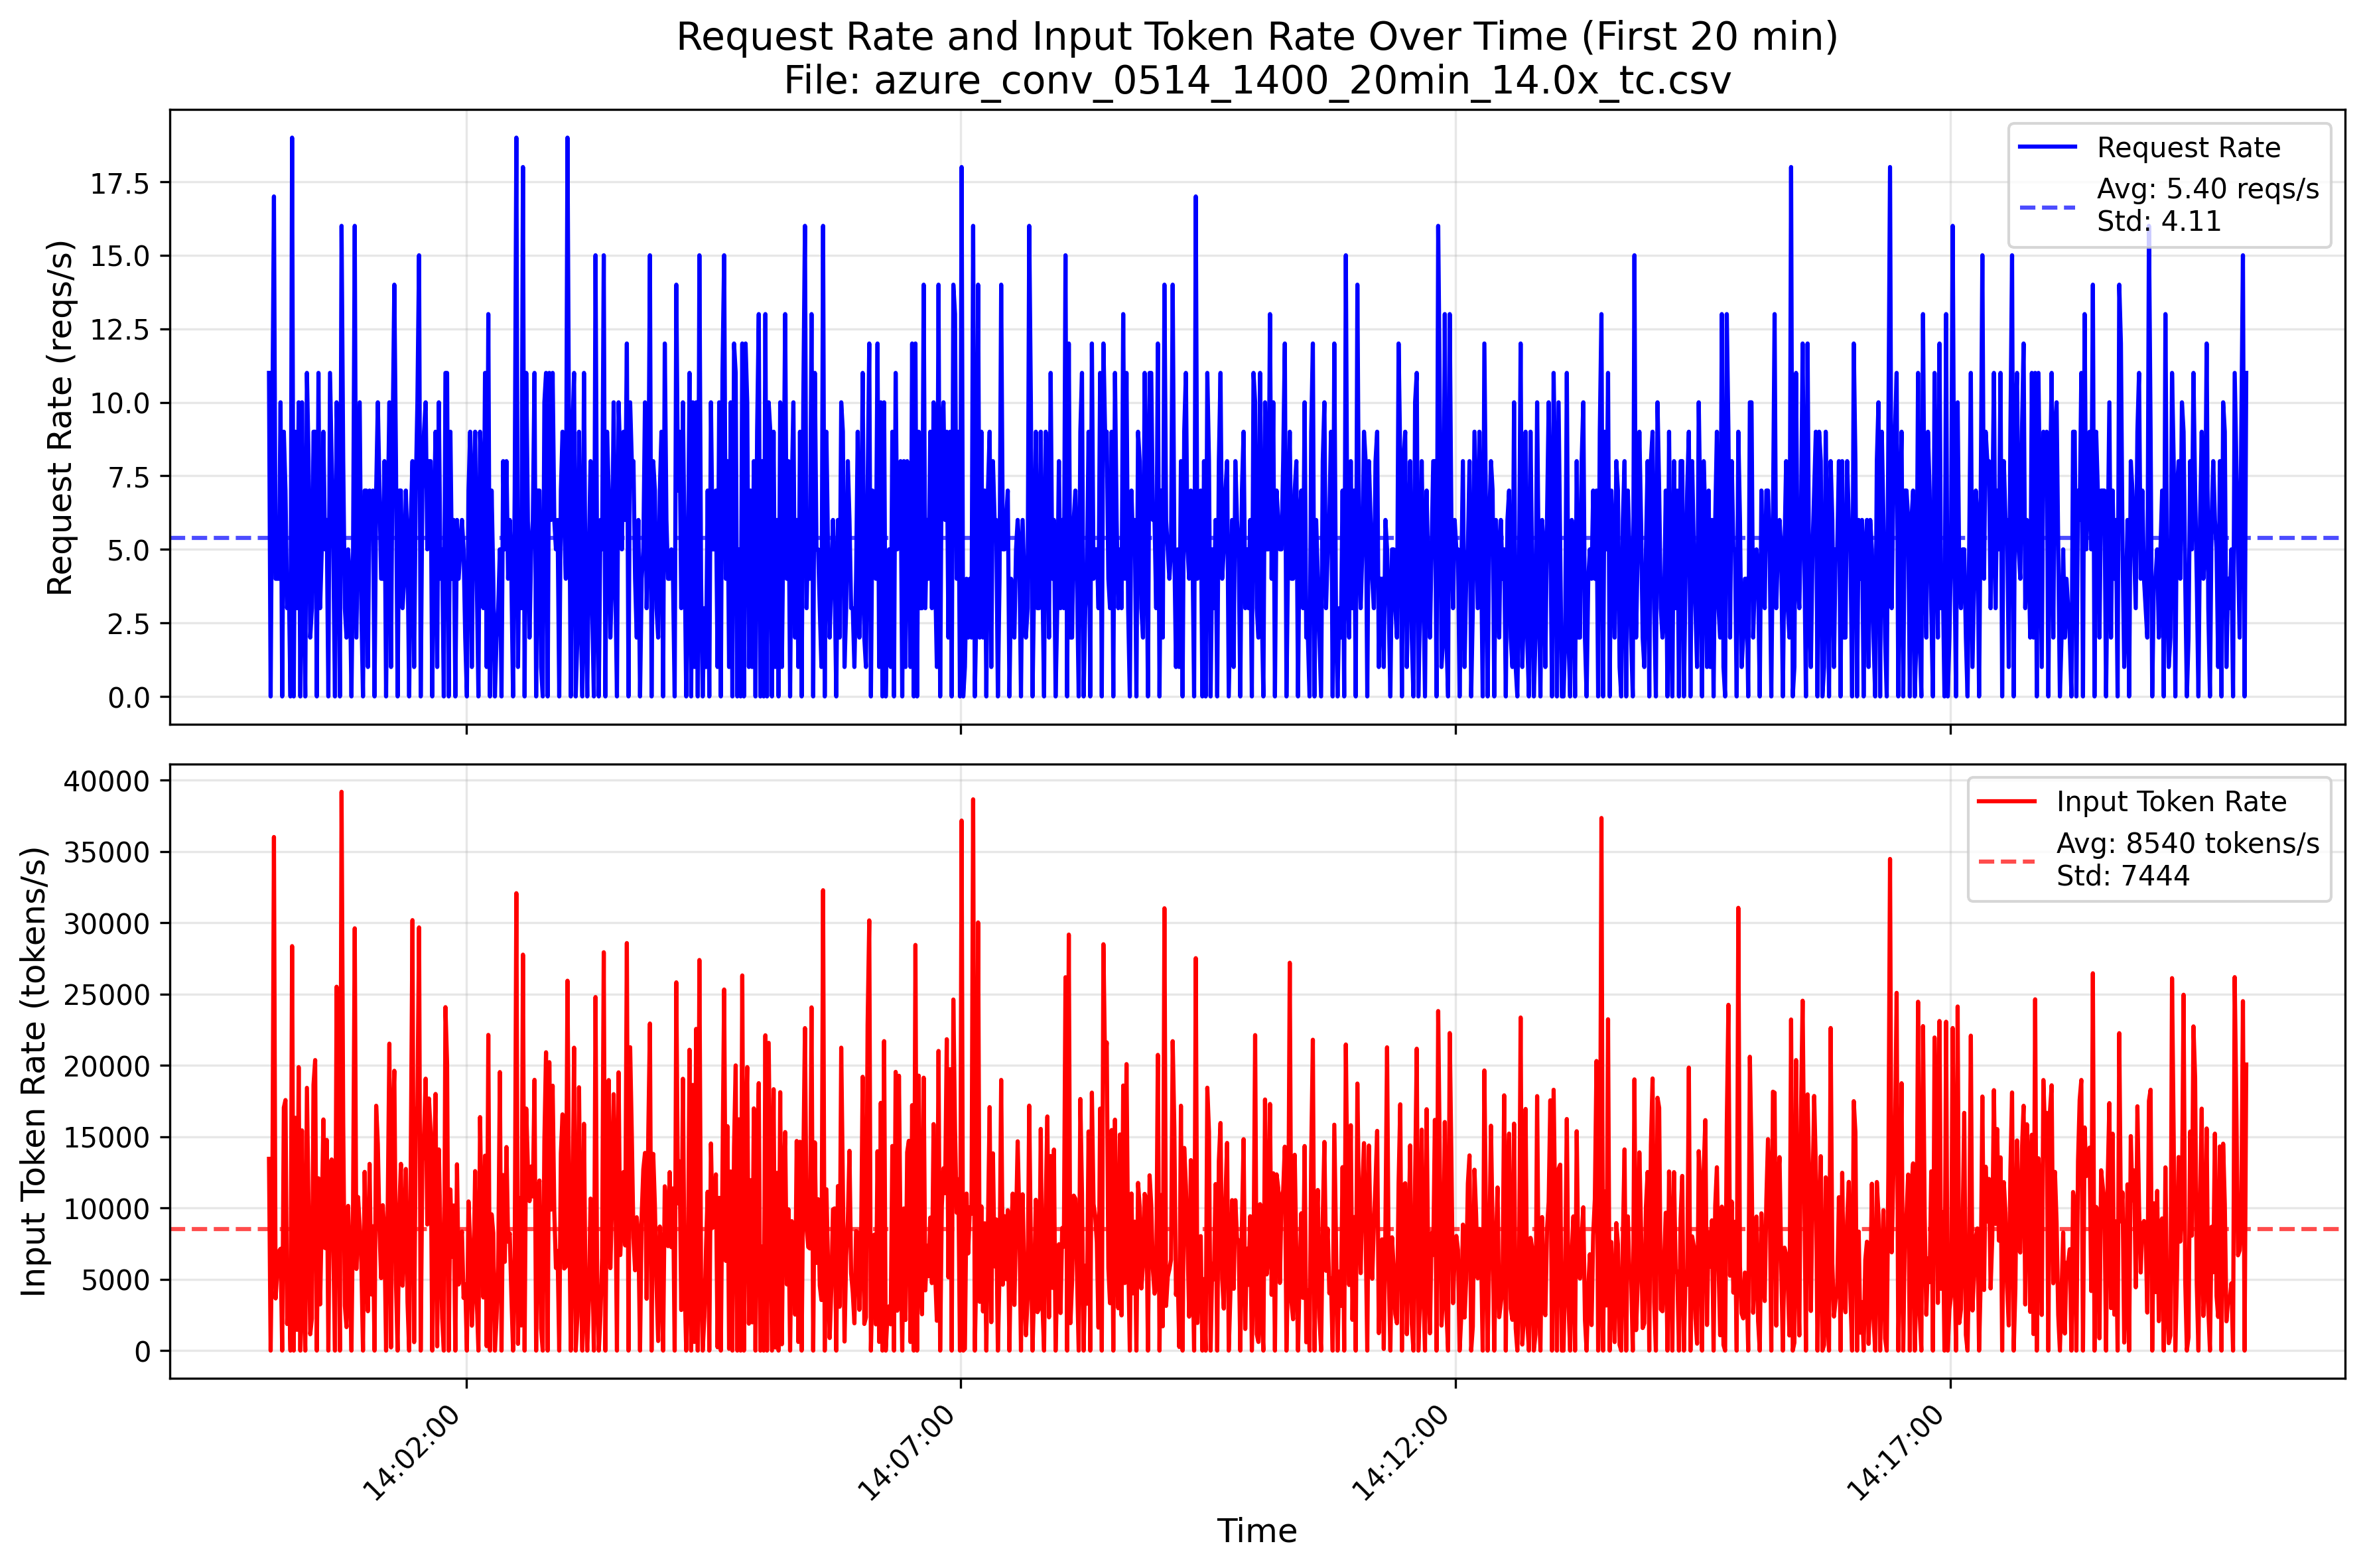 Request Rate and Input Token Rate Over Time (First 20 min)
File: azure_conv_0514_1400_20min_14.0x_tc.csv
Request Rate (reqs/s)
17.5
15.0
12.5
10.0
7.5
5.0
2.5
0.0
Request Rate
Avg: 5.40 reqs/s
Std: 4.11
Input Token Rate (tokens/s)
40000
35000
30000
25000
20000
15000
10000
5000
0
Input Token Rate
Avg: 8540 tokens/s
Std: 7444
14:02:00
14:07:00
14:12:00
14:17:00
Time